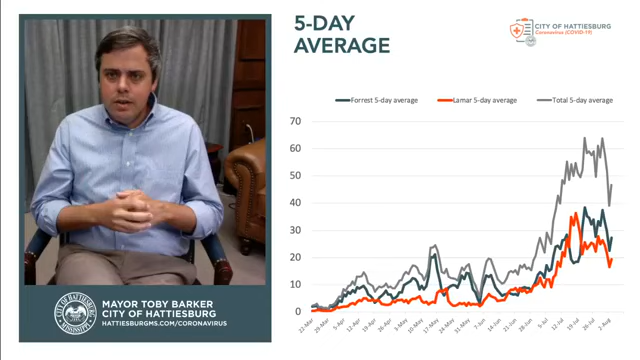 5-DAY
AVERAGE
CITY OF HATTIESBURG
Coronavirus (COVID-19)
Forrest 5-day average
Lamar 5-day average
Total 5-day average
70
60
50
40
30
20
10
0
22-Mar
29-Mar
5-Apr
12-Apr
19-Apr
26-Apr
3-May
10-May
17-May
24-May
31-May
7-Jun
14-Jun
21-Jun
28-Jun
5-Jul
12-Jul
19-Jul
26-Jul
2-Aug
CITY OF HATTIESBURG
MISSISSIPPI
MAYOR TOBY BARKER
CITY OF HATTIESBURG
HATTIESBURGMS.COM/CORONAVIRUS